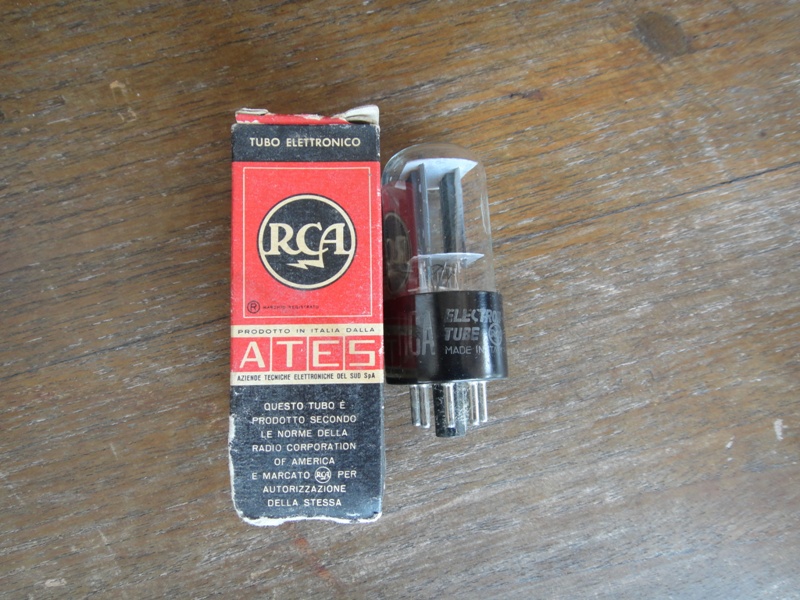 TUBO ELETTRONICO
RCA
®
PRODOTTO IN ITALIA DALLA
ATES
AZIENDE TECNICHE ELETTRONICHE DEL SUD SpA
QUESTO TUBO È
PRODOTTO SECONDO
LE NORME DELLA
RADIO CORPORATION
OF AMERICA
E MARCATO RCA PER
AUTORIZZAZIONE
DELLA STESSA
TUBE
MADE IN